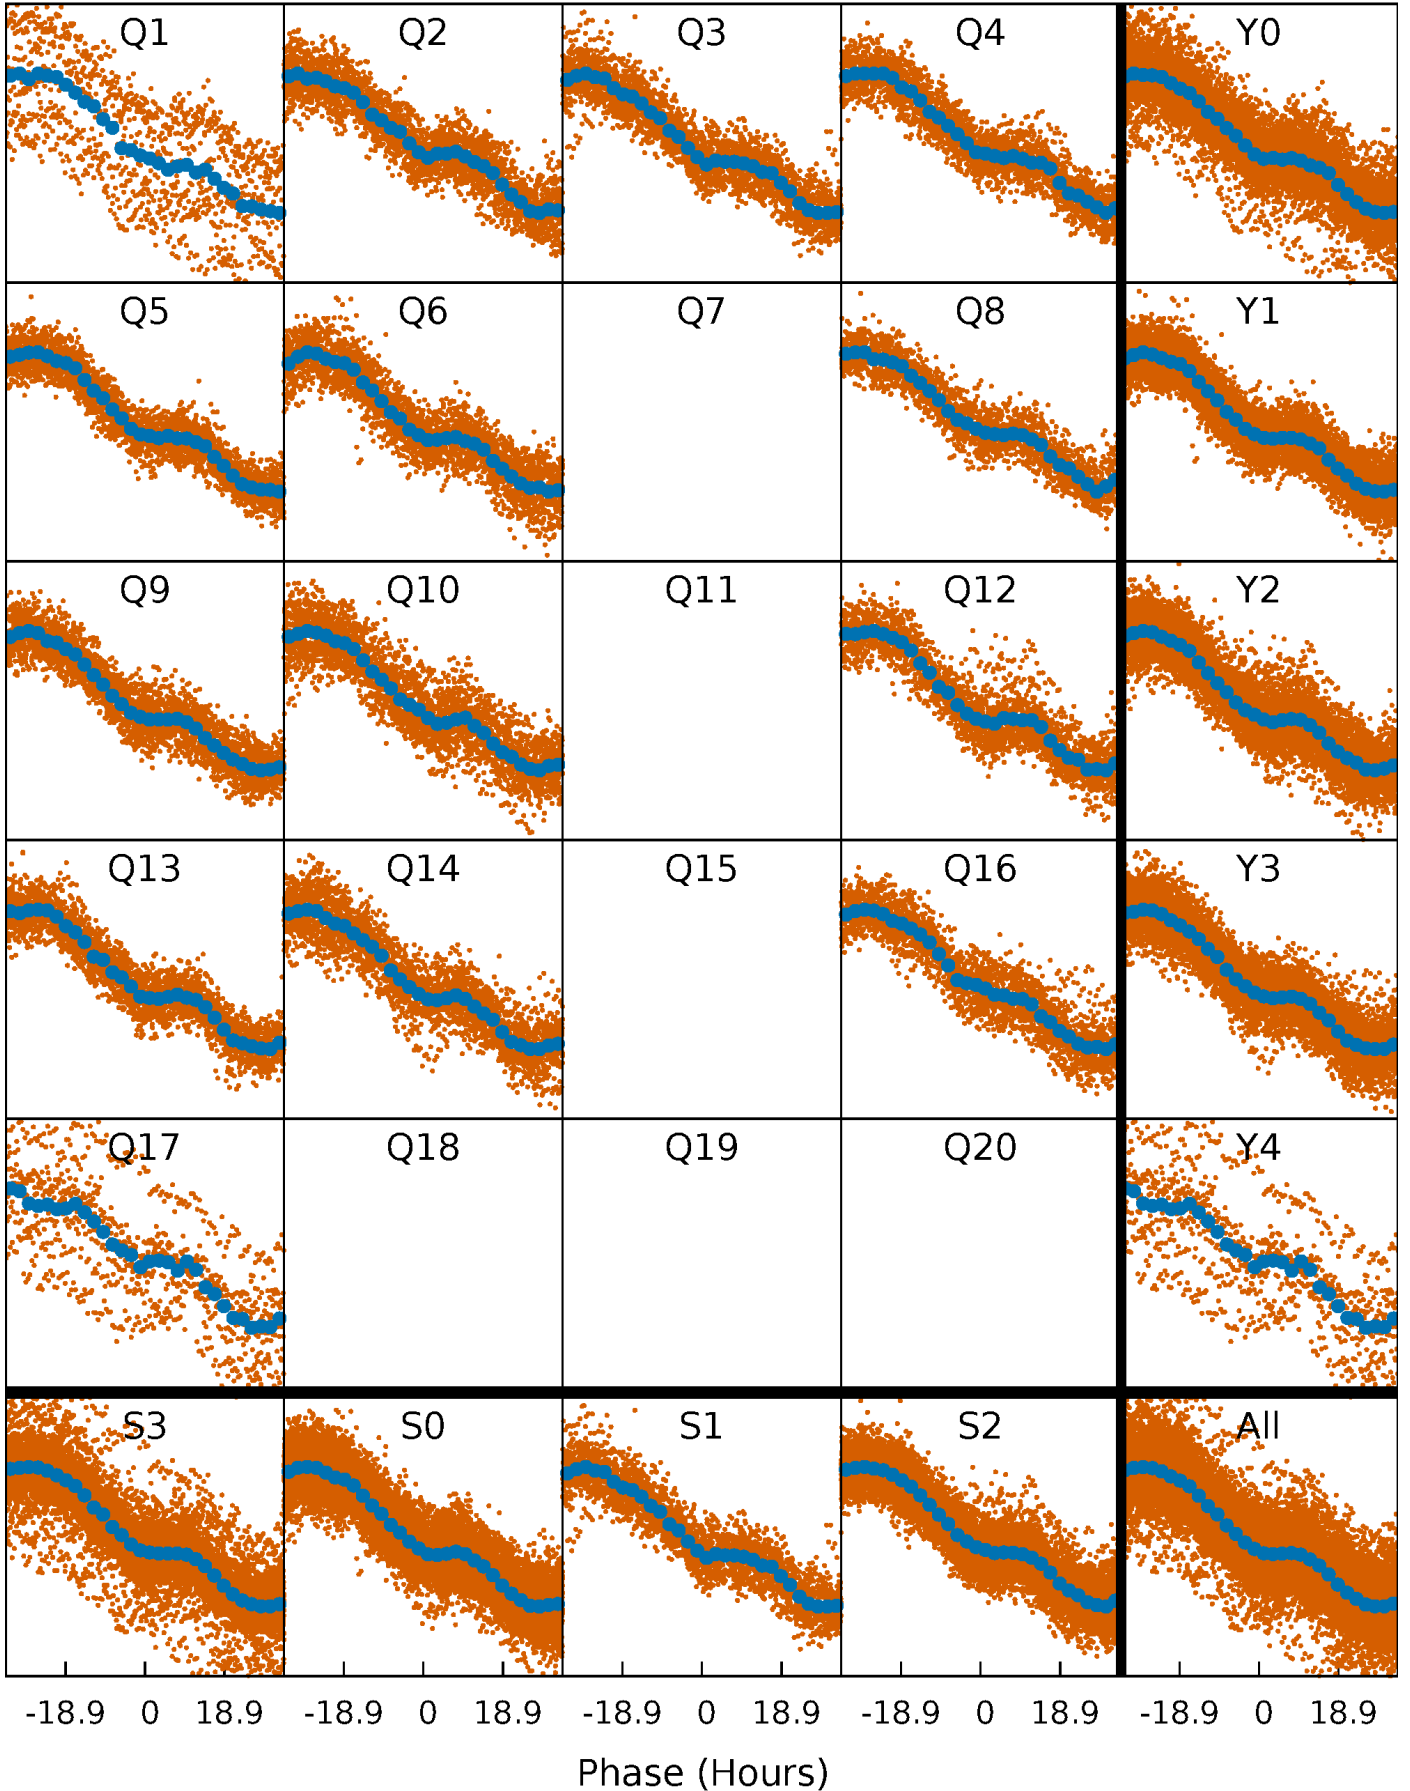 Q1 Q2 Q3 Q4 Y0
Q5 Q6 Q7 Q8 Y1
Q9 Q10 Q11 Q12 Y2
Q13 Q14 Q15 Q16 Y3
Q17 Q18 Q19 Q20 Y4
S3 S0 S1 S2 All
-18.9 0 18.9 -18.9 0 18.9 -18.9 0 18.9 -18.9 0 18.9 -18.9 0 18.9
Phase (Hours)